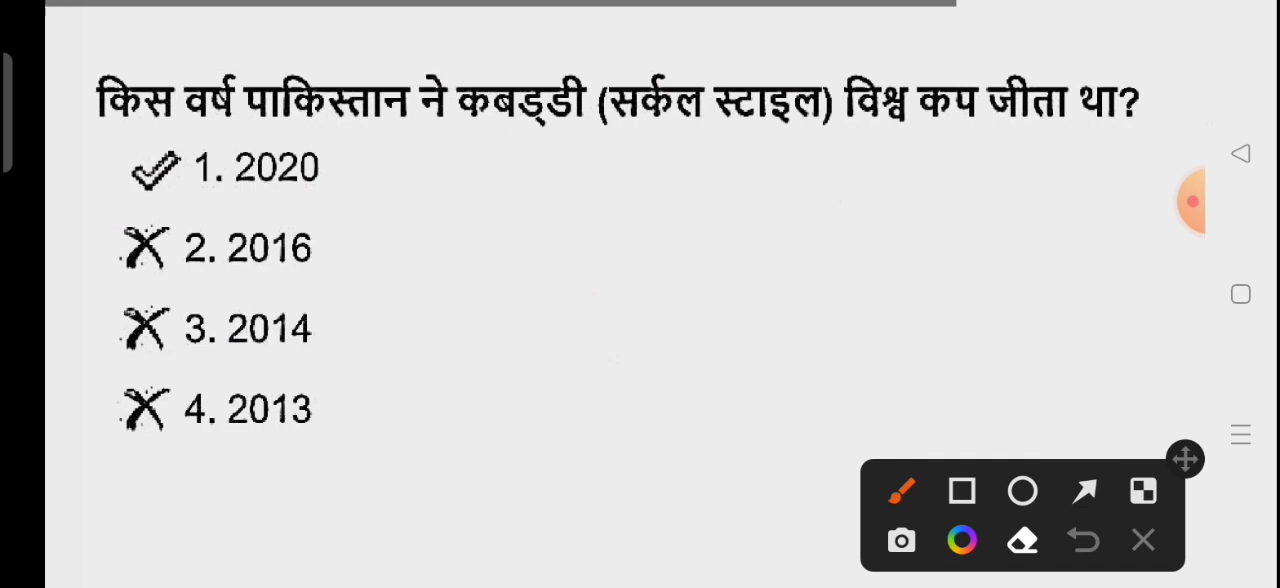 किस वर्ष पाकिस्तान ने कबड्डी (सर्कल स्टाइल) विश्व कप जीता था?
1. 2020
2. 2016
3. 2014
4. 2013